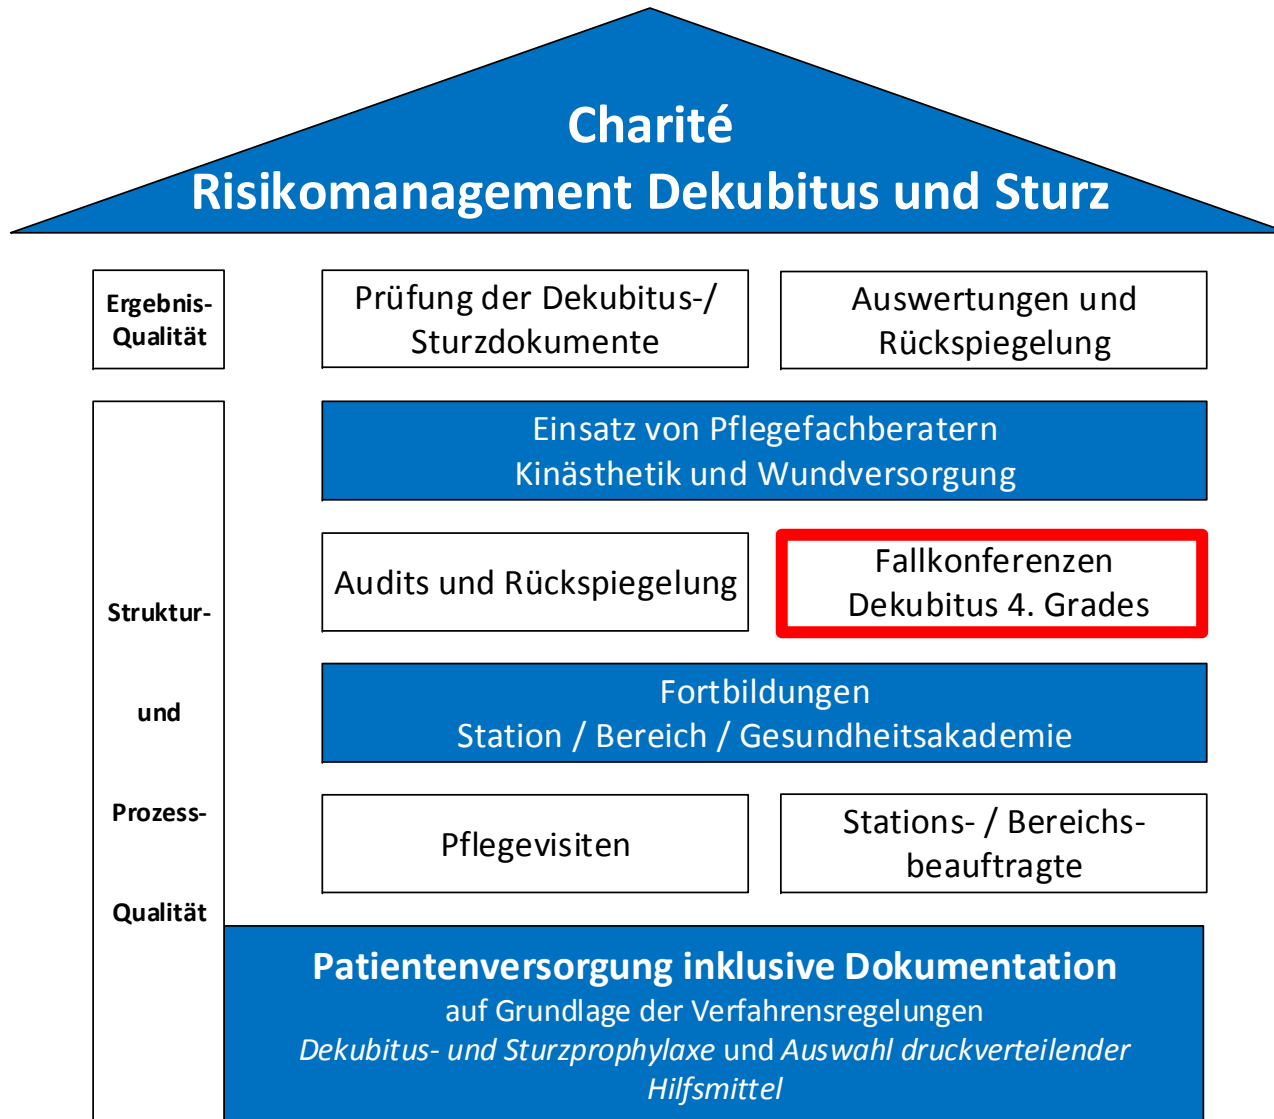 Charité
Risikomanagement Dekubitus und Sturz
Ergebnis-
Qualität
Prüfung der Dekubitus-/
Sturzdokumente
Auswertungen und
Rückspiegelung
Einsatz von Pflegefachberatern
Kinästhetik und Wundversorgung
Audits und Rückspiegelung
Fallkonferenzen
Dekubitus 4. Grades
Struktur-
und
Prozess-
Qualität
Fortbildungen
Station / Bereich / Gesundheitsakademie
Pflegevisiten
Stations- / Bereichs-
beauftragte
Patientenversorgung inklusive Dokumentation
auf Grundlage der Verfahrensregelungen
Dekubitus- und Sturzprophylaxe und Auswahl druckverteilender
Hilfsmittel